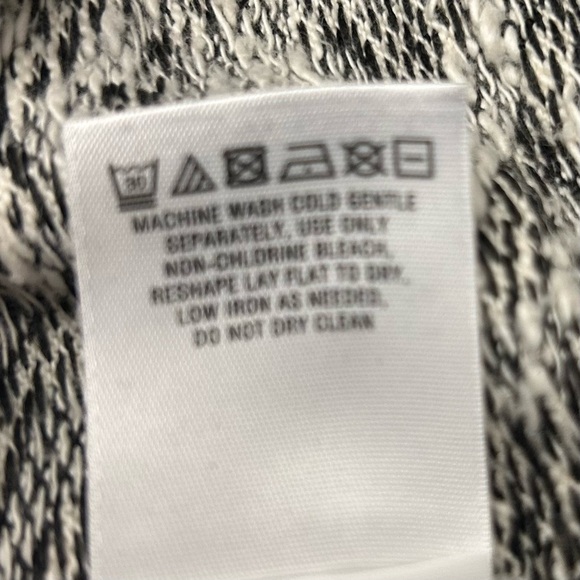 30
MACHINE WASH COLD GENTLE
SEPARATELY, USE ONLY
NON-CHLORINE BLEACH,
RESHAPE LAY FLAT TO DRY,
LOW IRON AS NEEDED,
DO NOT DRY CLEAN